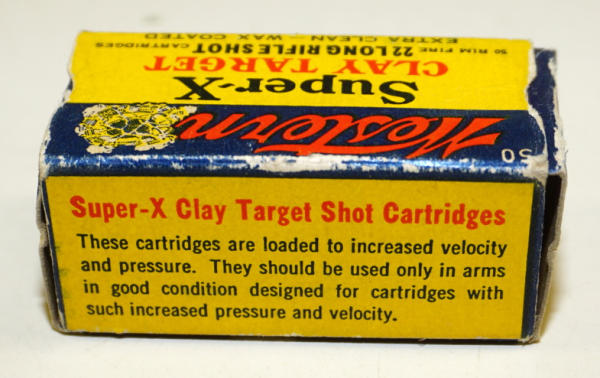 50 RIM FIRE 22 LONG RIFLE SHOT CARTRIDGES
EXTRA CLEAN - WAX COATED
CLAY TARGET
Super-X
Western
50
Super-X Clay Target Shot Cartridges
These cartridges are loaded to increased velocity
and pressure. They should be used only in arms
in good condition designed for cartridges with
such increased pressure and velocity.